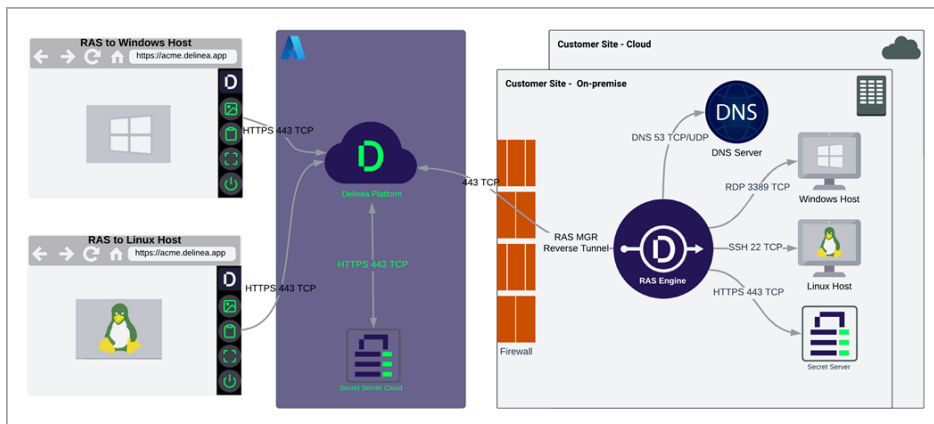 RAS to Windows Host
https://acme.delinea.app
HTTPS 443 TCP
RAS to Linux Host
https://acme.delinea.app
HTTPS 443 TCP
D
Delinea Platform
HTTPS 443 TCP
Secret Server Cloud
Customer Site - Cloud
Customer Site - On-premise
443 TCP
Firewall
RAS MGR
Reverse Tunnel
D
RAS Engine
DNS 53 TCP/UDP
DNS
DNS Server
RDP 3389 TCP
Windows Host
SSH 22 TCP
Linux Host
HTTPS 443 TCP
Secret Server